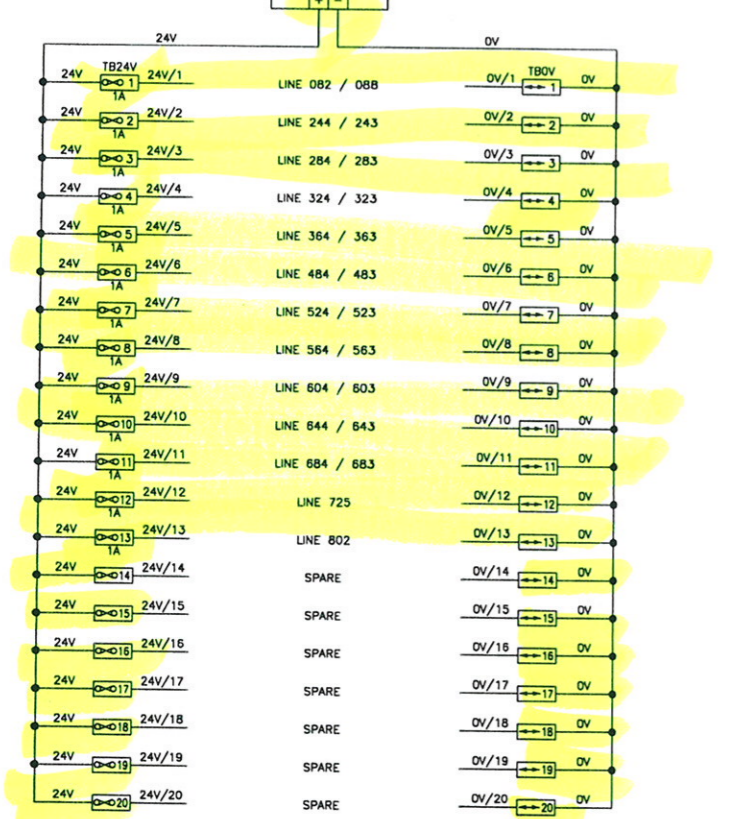 + -
24V 0V
TB24V TB0V
24V 1 24V/1 LINE 082 / 088 0V/1 1 0V
1A
24V 2 24V/2 LINE 244 / 243 0V/2 2 0V
1A
24V 3 24V/3 LINE 284 / 283 0V/3 3 0V
1A
24V 4 24V/4 LINE 324 / 323 0V/4 4 0V
1A
24V 5 24V/5 LINE 364 / 363 0V/5 5 0V
1A
24V 6 24V/6 LINE 484 / 483 0V/6 6 0V
1A
24V 7 24V/7 LINE 524 / 523 0V/7 7 0V
1A
24V 8 24V/8 LINE 564 / 563 0V/8 8 0V
1A
24V 9 24V/9 LINE 604 / 603 0V/9 9 0V
1A
24V 10 24V/10 LINE 644 / 643 0V/10 10 0V
1A
24V 11 24V/11 LINE 684 / 683 0V/11 11 0V
1A
24V 12 24V/12 LINE 725 0V/12 12 0V
1A
24V 13 24V/13 LINE 802 0V/13 13 0V
1A
24V 14 24V/14 SPARE 0V/14 14 0V
24V 15 24V/15 SPARE 0V/15 15 0V
24V 16 24V/16 SPARE 0V/16 16 0V
24V 17 24V/17 SPARE 0V/17 17 0V
24V 18 24V/18 SPARE 0V/18 18 0V
24V 19 24V/19 SPARE 0V/19 19 0V
24V 20 24V/20 SPARE 0V/20 20 0V